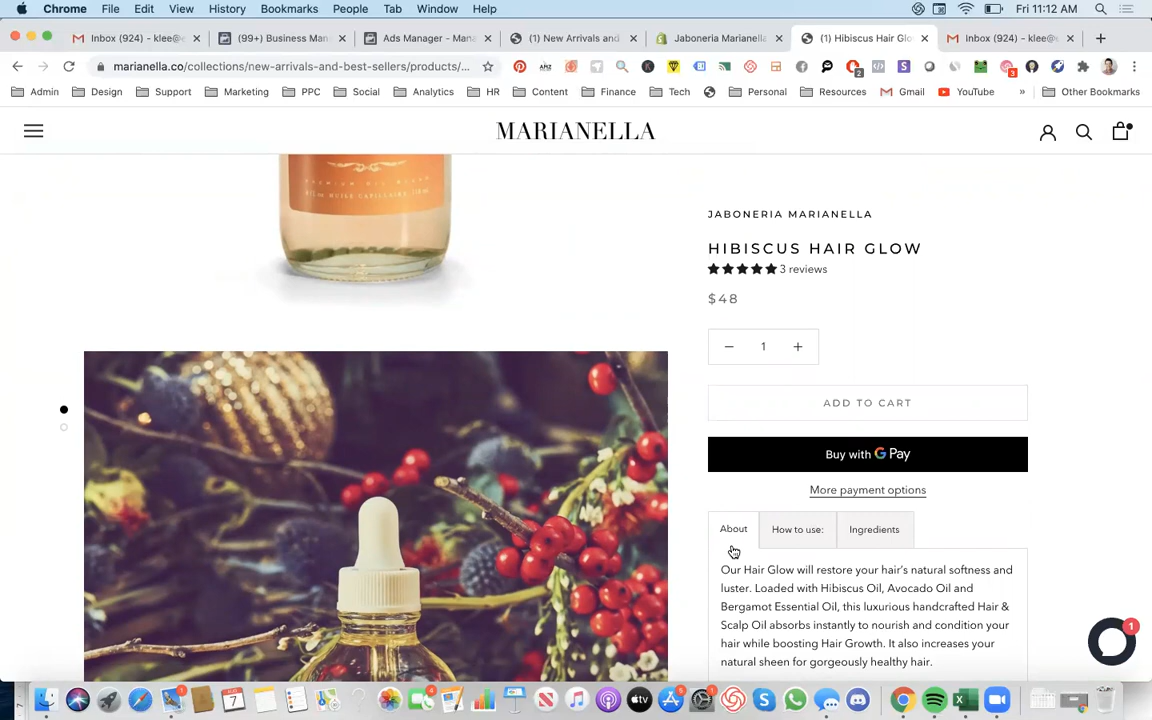 Chrome File Edit View History Bookmarks People Tab Window Help Fri 11:12 AM
Inbox (924) - klee@ (99+) Business Man Ads Manager - Mana (1) New Arrivals and Jaboneria Marianella (1) Hibiscus Hair Glo Inbox (924) - klee@
marianella.co/collections/new-arrivals-and-best-sellers/products/... 2 3
Admin Design Support Marketing PPC Social Analytics HR Content Finance Tech Personal Resources Gmail YouTube » Other Bookmarks
MARIANELLA
JABONERIA MARIANELLA
HIBISCUS HAIR GLOW
3 reviews
$48
− 1 +
ADD TO CART
Buy with G Pay
More payment options
About How to use: Ingredients
Our Hair Glow will restore your hair's natural softness and
luster. Loaded with Hibiscus Oil, Avocado Oil and
Bergamot Essential Oil, this luxurious handcrafted Hair &
Scalp Oil absorbs instantly to nourish and condition your
hair while boosting Hair Growth. It also increases your
natural sheen for gorgeously healthy hair.
1